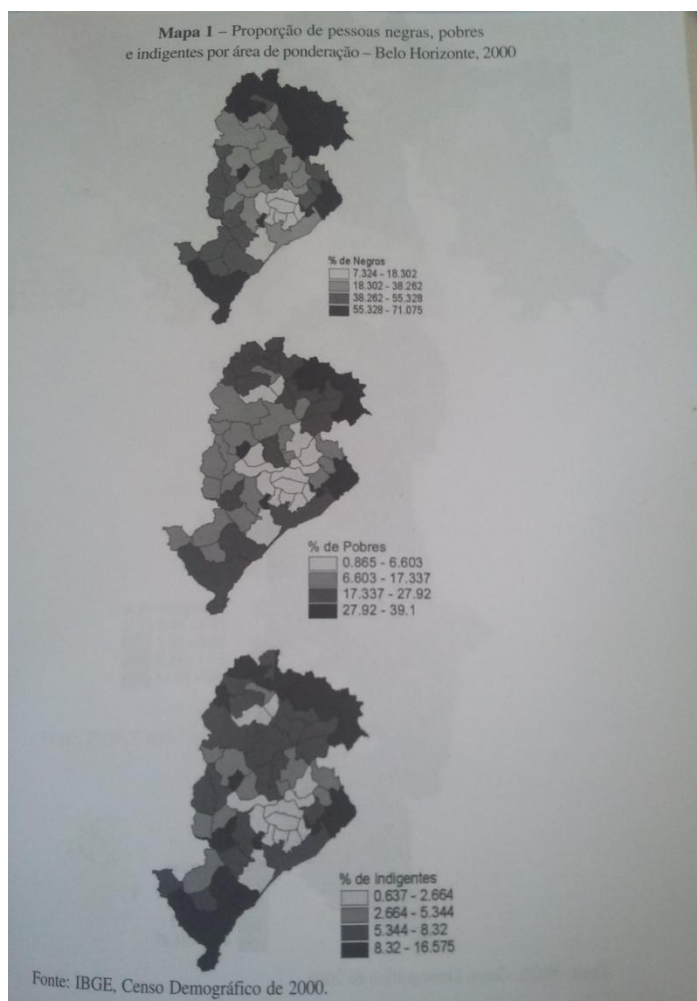 Mapa 1 – Proporção de pessoas negras, pobres
e indigentes por área de ponderação – Belo Horizonte, 2000
% de Negros
7.324 - 18.302
18.302 - 38.262
38.262 - 55.328
55.328 - 71.075
% de Pobres
0.865 - 6.603
6.603 - 17.337
17.337 - 27.92
27.92 - 39.1
% de Indigentes
0.637 - 2.664
2.664 - 5.344
5.344 - 8.32
8.32 - 16.575
Fonte: IBGE, Censo Demográfico de 2000.